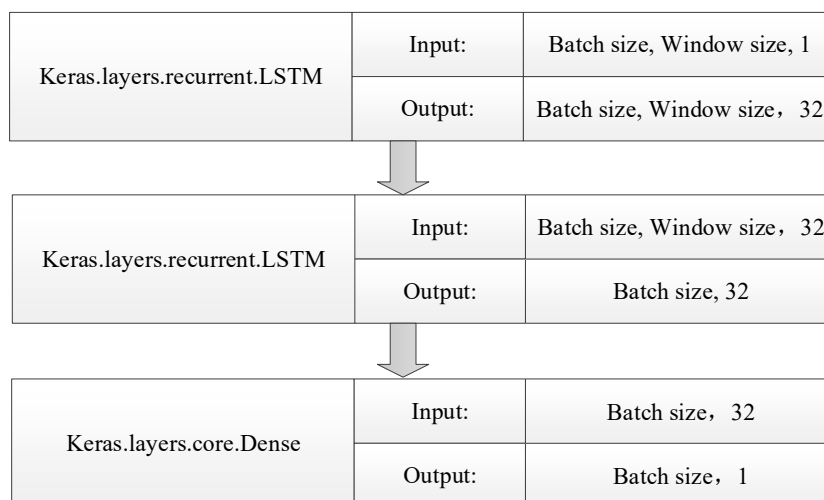 Keras.layers.recurrent.LSTM
Input:
Batch size, Window size, 1
Output:
Batch size, Window size，32
Keras.layers.recurrent.LSTM
Input:
Batch size, Window size，32
Output:
Batch size, 32
Keras.layers.core.Dense
Input:
Batch size，32
Output:
Batch size，1